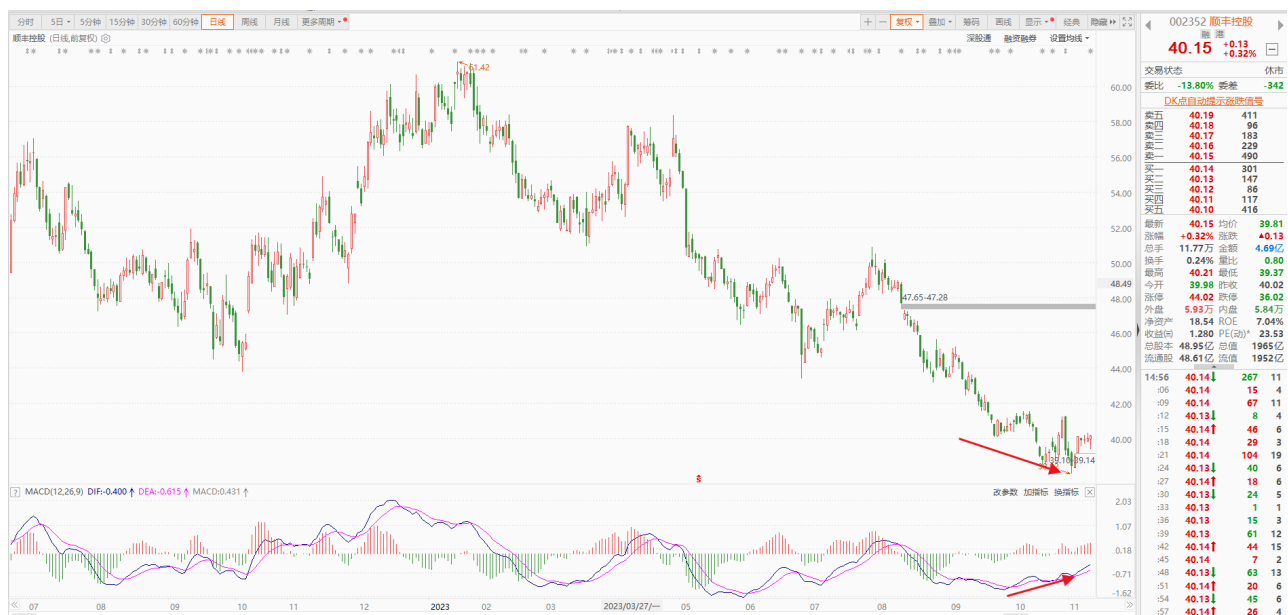 分时 5日 5分钟 15分钟 30分钟 60分钟 日线 周线 月线 更多周期 + − 复权 叠加 筹码 画线 显示 经典 隐藏
顺丰控股 (日线,前复权) 深股通 融资融券 设置均线
61.42
60.00
58.00
56.00
54.00
52.00
50.00
48.49
48.00
46.00
44.00
42.00
40.00
47.65-47.28
39.10-39.14
$
? MACD(12,26,9) DIF:-0.400↑ DEA:-0.615↑ MACD:0.431↑ 改参数 加指标 换指标
2.03
1.07
0.18
-0.71
-1.62
07 08 09 10 11 12 2023 02 03 2023/03/27/一 05 06 07 08 09 10 11
002352 顺丰控股
融 港
40.15 +0.13
+0.32%
交易状态 休市
委比 -13.80% 委差 -342
DK点自动提示涨跌信号
卖五 40.19 411
卖四 40.18 96
卖三 40.17 183
卖二 40.16 229
卖一 40.15 490
买一 40.14 301
买二 40.13 147
买三 40.12 86
买四 40.11 117
买五 40.10 416
最新 40.15 均价 39.81
涨幅 +0.32% 涨跌 ▲0.13
总手 11.77万 金额 4.69亿
换手 0.24% 量比 0.80
最高 40.21 最低 39.37
今开 39.98 昨收 40.02
涨停 44.02 跌停 36.02
外盘 5.93万 内盘 5.84万
净资产 18.54 ROE 7.04%
收益㈢ 1.280 PE(动)* 23.53
总股本 48.95亿 总值 1965亿
流通股 48.61亿 流值 1952亿
14:56 40.14↓ 267 11
:06 40.14 15 4
:09 40.14 67 11
:12 40.13↓ 8 4
:15 40.14↑ 46 6
:18 40.14 29 3
:21 40.14 104 19
:24 40.13↓ 40 6
:27 40.14↑ 18 6
:30 40.13↓ 24 5
:33 40.13 1 1
:36 40.13 15 3
:39 40.13 61 12
:42 40.14↑ 44 15
:45 40.14 7 2
:48 40.13↓ 63 13
:51 40.14↑ 20 6
:54 40.13↓ 45 6
:57 40.14↑ 26 6